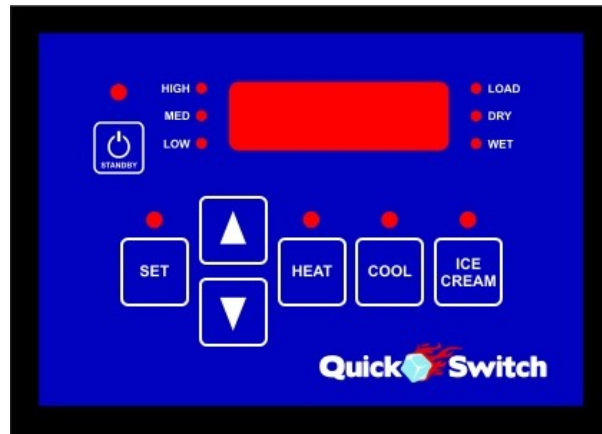 HIGH
LOAD
MED
DRY
LOW
WET
STANDBY
SET
HEAT
COOL
ICE
CREAM
Quick Switch